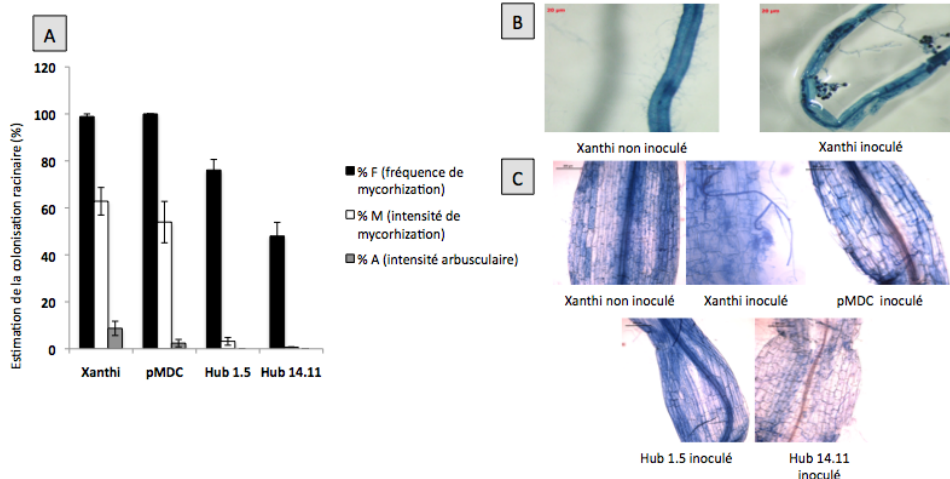 A
Estimation de la colonisation racinaire (%)
120
100
80
60
40
20
0
Xanthi
pMDC
Hub 1.5
Hub 14.11
% F (fréquence de
mycorhization)
% M (intensité de
mycorhization)
% A (intensité arbusculaire)
B
Xanthi non inoculé
Xanthi inoculé
C
Xanthi non inoculé
Xanthi inoculé
pMDC inoculé
Hub 1.5 inoculé
Hub 14.11
inoculé